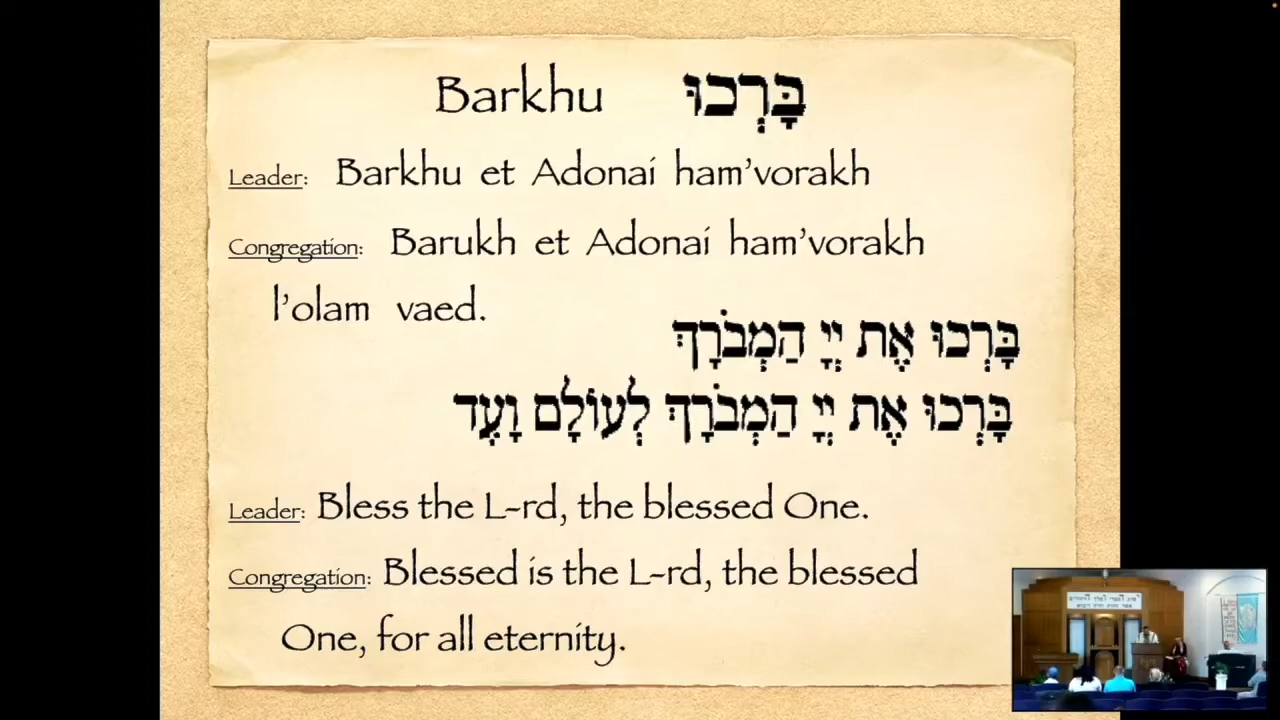 Barkhu בָּרְכוּ
Leader: Barkhu et Adonai ham'vorakh
Congregation: Barukh et Adonai ham'vorakh
l'olam vaed.
בָּרְכוּ אֶת יְיָ הַמְּבֹרָךְ
בָּרְכוּ אֶת יְיָ הַמְּבֹרָךְ לְעוֹלָם וָעֶד
Leader: Bless the L-rd, the blessed One.
Congregation: Blessed is the L-rd, the blessed
One, for all eternity.